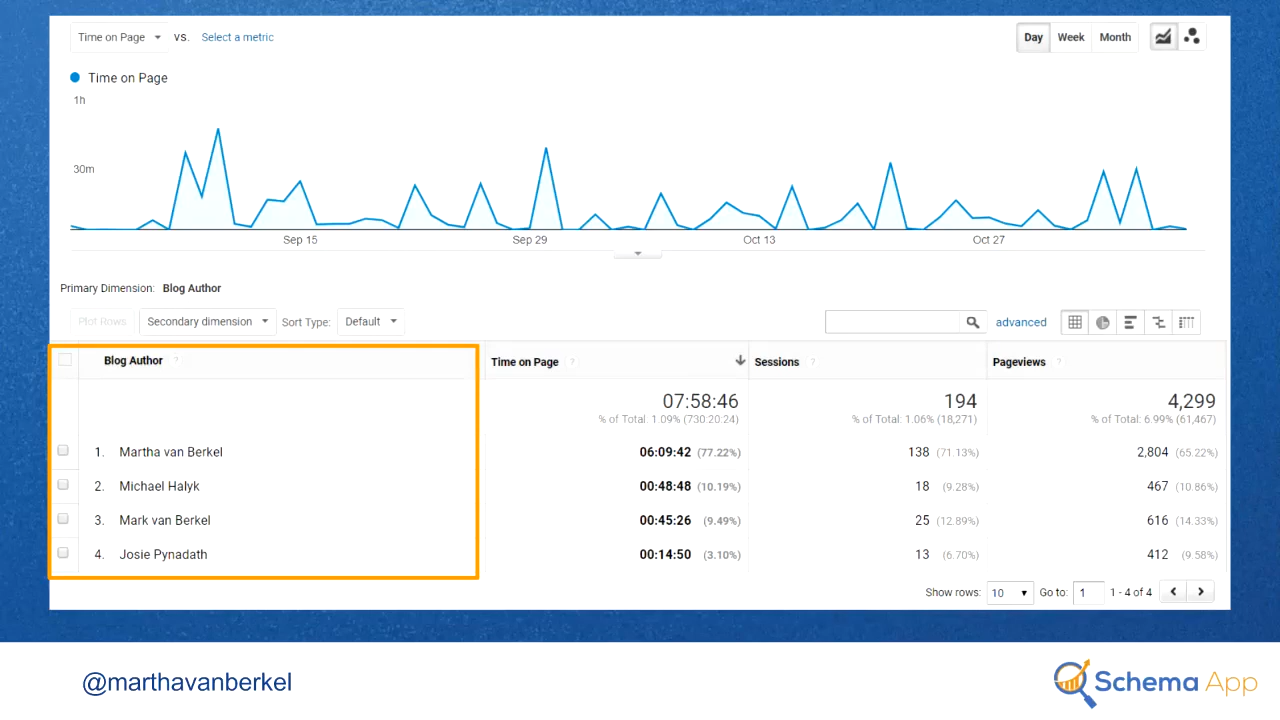 Time on Page vs. Select a metric Day Week Month
Time on Page
1h
30m
Sep 15 Sep 29 Oct 13 Oct 27
Primary Dimension: Blog Author
Plot Rows Secondary dimension Sort Type: Default advanced
Blog Author ? Time on Page ? Sessions ? Pageviews ?
07:58:46 194 4,299
% of Total: 1.09% (730:20:24) % of Total: 1.06% (18,271) % of Total: 6.99% (61,467)
1. Martha van Berkel 06:09:42 (77.22%) 138 (71.13%) 2,804 (65.22%)
2. Michael Halyk 00:48:48 (10.19%) 18 (9.28%) 467 (10.86%)
3. Mark van Berkel 00:45:26 (9.49%) 25 (12.89%) 616 (14.33%)
4. Josie Pynadath 00:14:50 (3.10%) 13 (6.70%) 412 (9.58%)
Show rows: 10 Go to: 1 1 - 4 of 4
@marthavanberkel Schema App